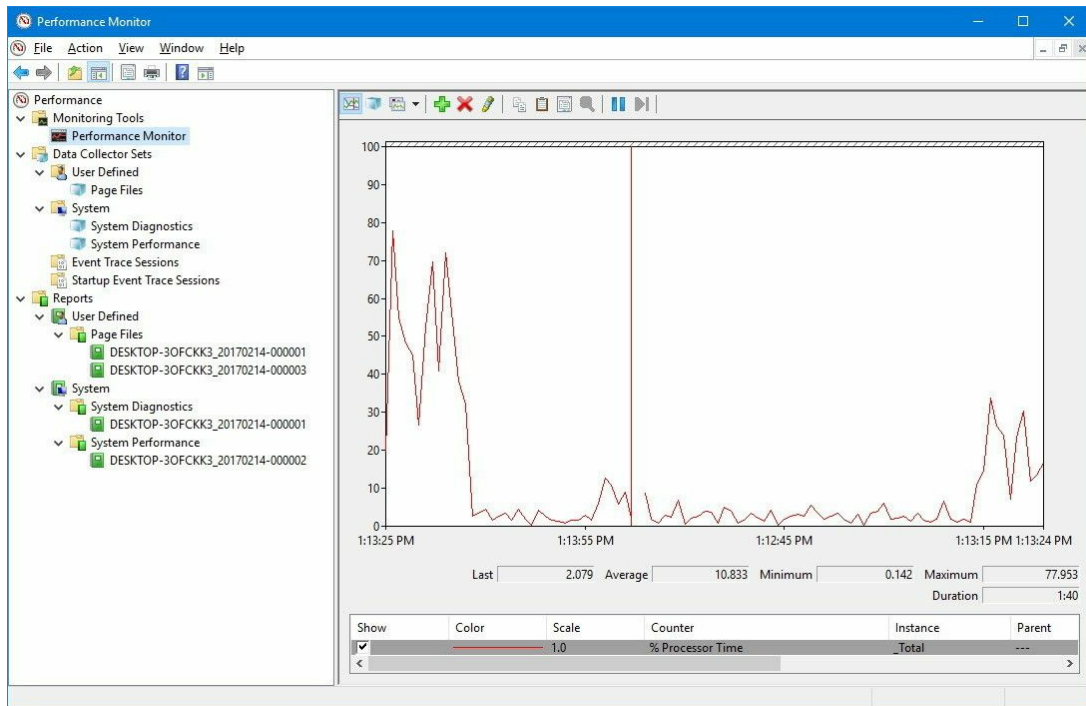 Performance Monitor
File Action View Window Help
Performance
Monitoring Tools
Performance Monitor
Data Collector Sets
User Defined
Page Files
System
System Diagnostics
System Performance
Event Trace Sessions
Startup Event Trace Sessions
Reports
User Defined
Page Files
DESKTOP-3OFCKK3_20170214-000001
DESKTOP-3OFCKK3_20170214-000003
System
System Diagnostics
DESKTOP-3OFCKK3_20170214-000001
System Performance
DESKTOP-3OFCKK3_20170214-000002
100
90
80
70
60
50
40
30
20
10
0
1:13:25 PM 1:13:55 PM 1:12:45 PM 1:13:15 PM 1:13:24 PM
Last 2.079 Average 10.833 Minimum 0.142 Maximum 77.953
Duration 1:40
Show Color Scale Counter Instance Parent
1.0 % Processor Time _Total ---